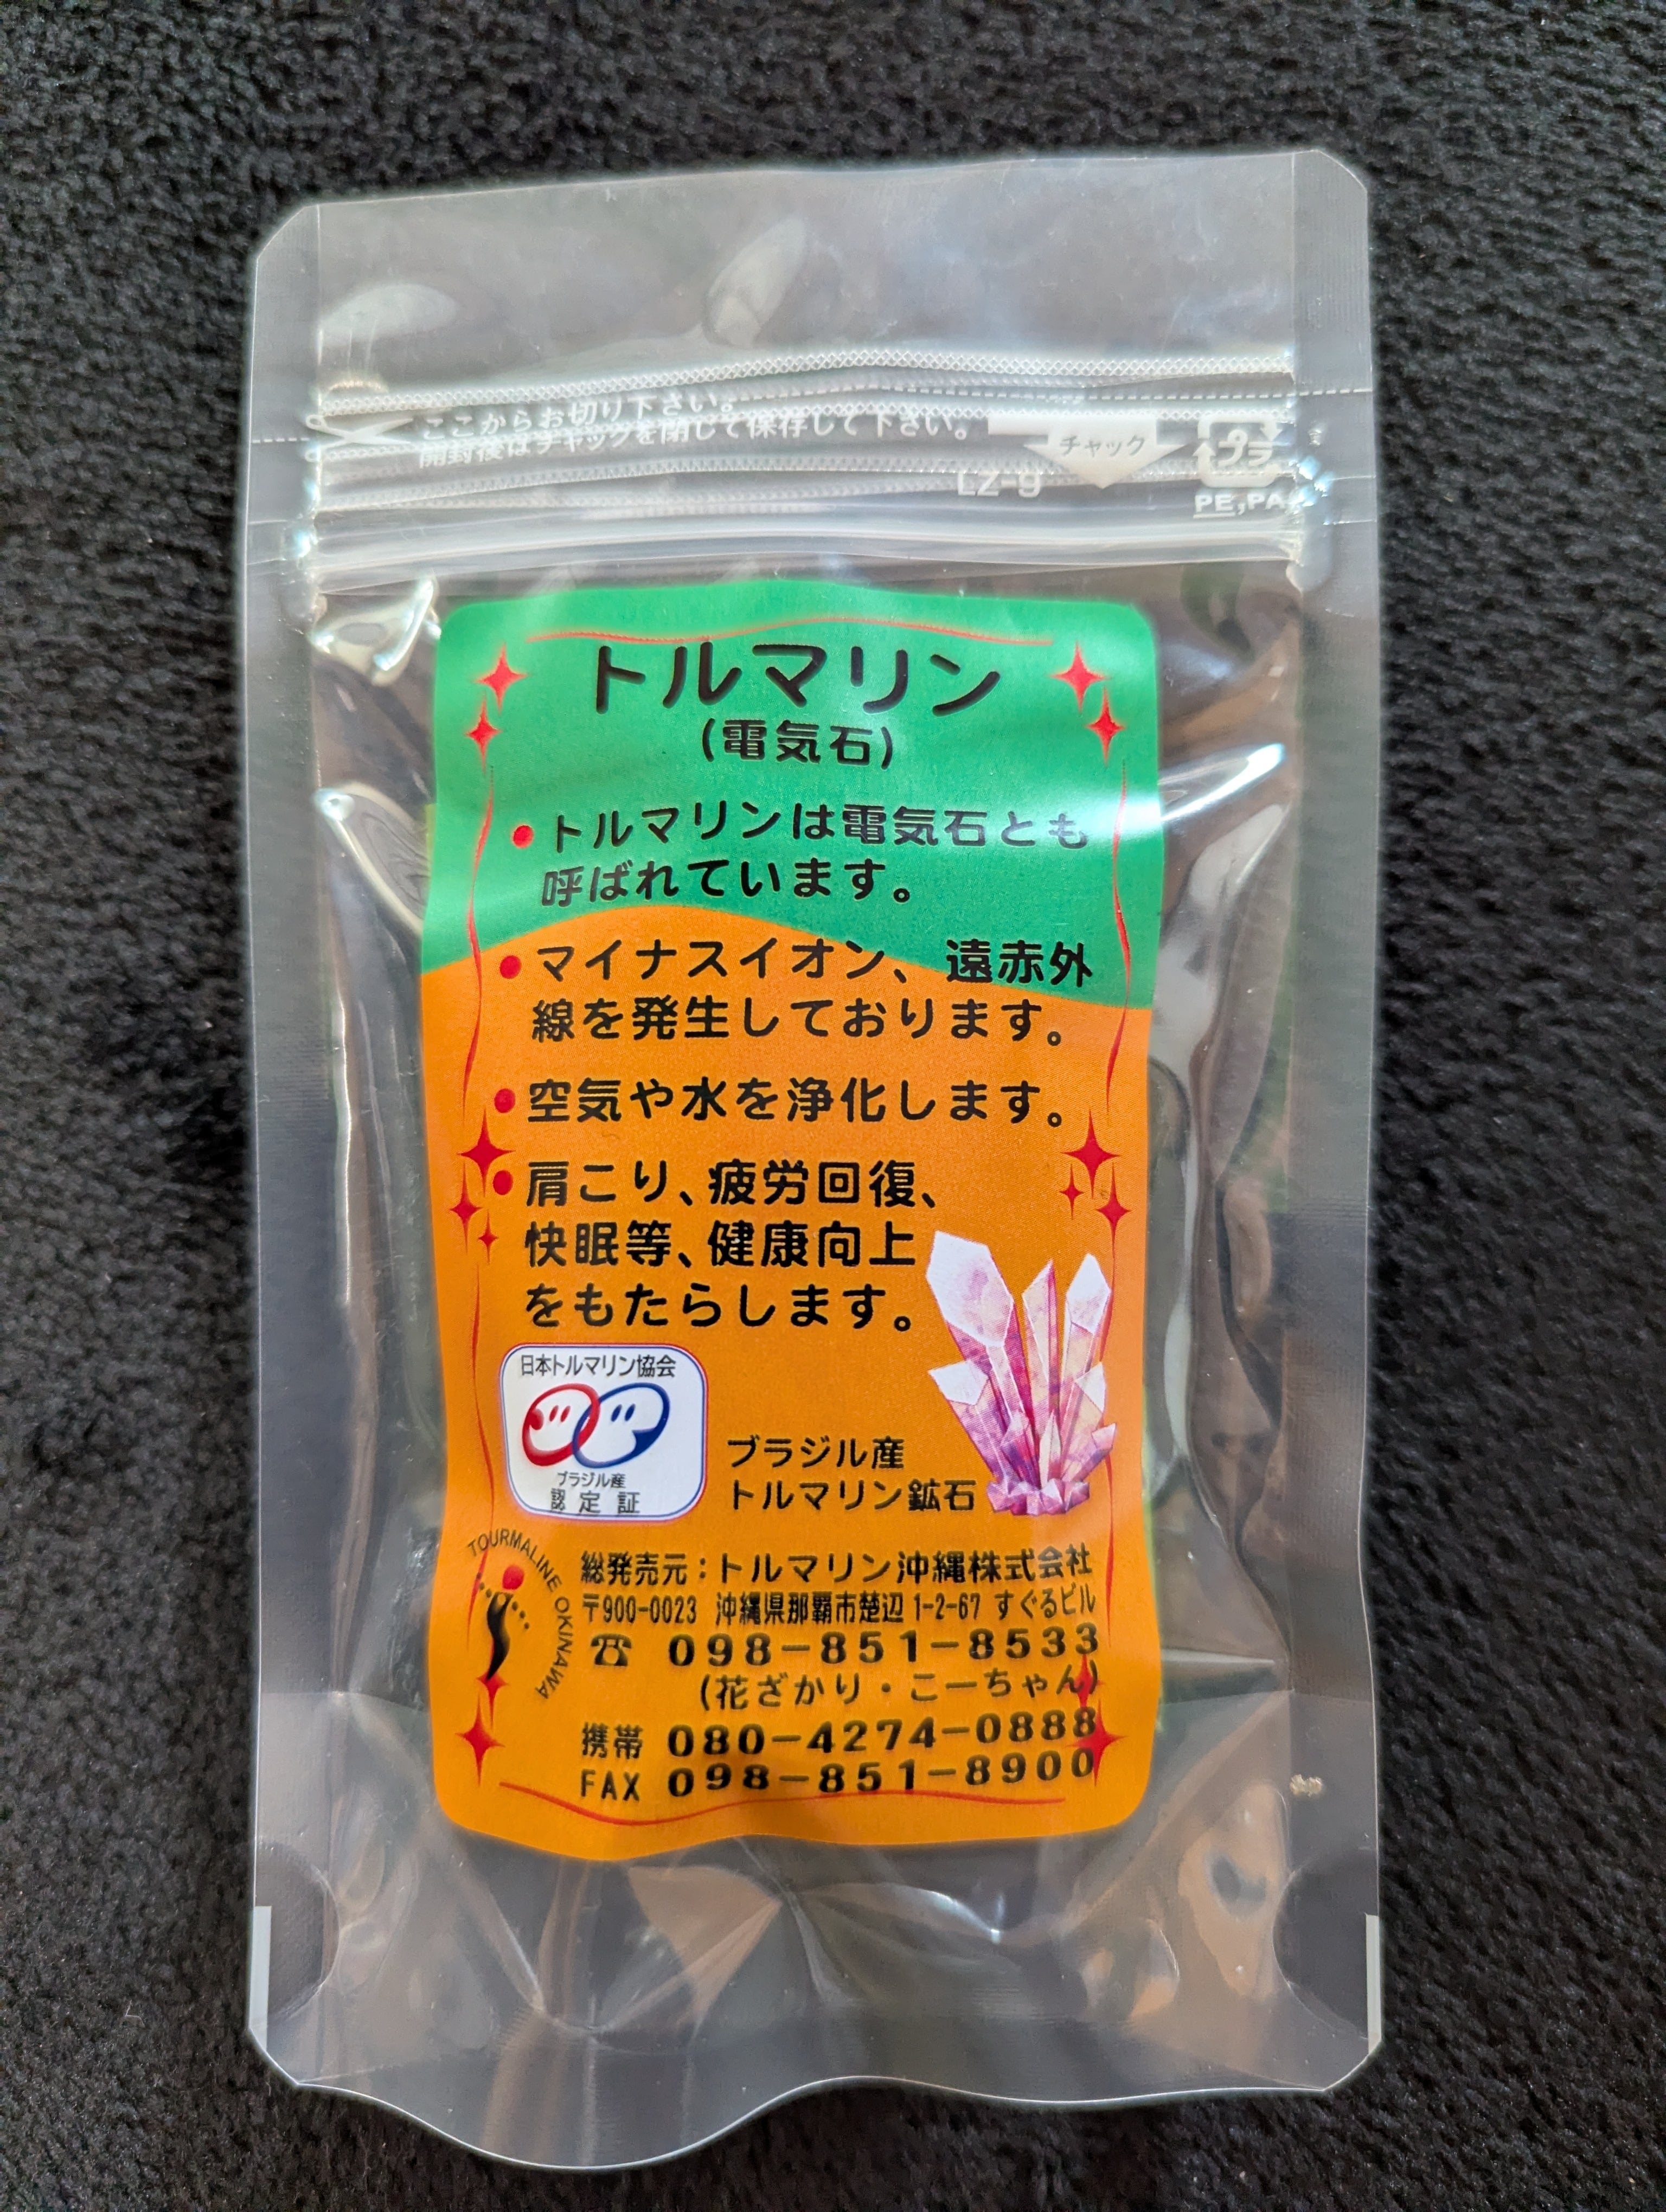 ここからお切り下さい。
開封後はチャックを閉じて保存して下さい。
チャック
プラ
LZ-9
PE,PA
トルマリン
(電気石)
●トルマリンは電気石とも
呼ばれています。
●マイナスイオン、遠赤外
線を発生しております。
●空気や水を浄化します。
●肩こり、疲労回復、
快眠等、健康向上
をもたらします。
日本トルマリン協会
ブラジル産
認定証
ブラジル産
トルマリン鉱石
TOURMALINE OKINAWA
総発売元：トルマリン沖縄株式会社
〒900-0023 沖縄県那覇市楚辺1-2-67 すぐるビル
☎ 098-851-8533
(花ざかり・こーちゃん)
携帯 080-4274-0888
FAX 098-851-8900